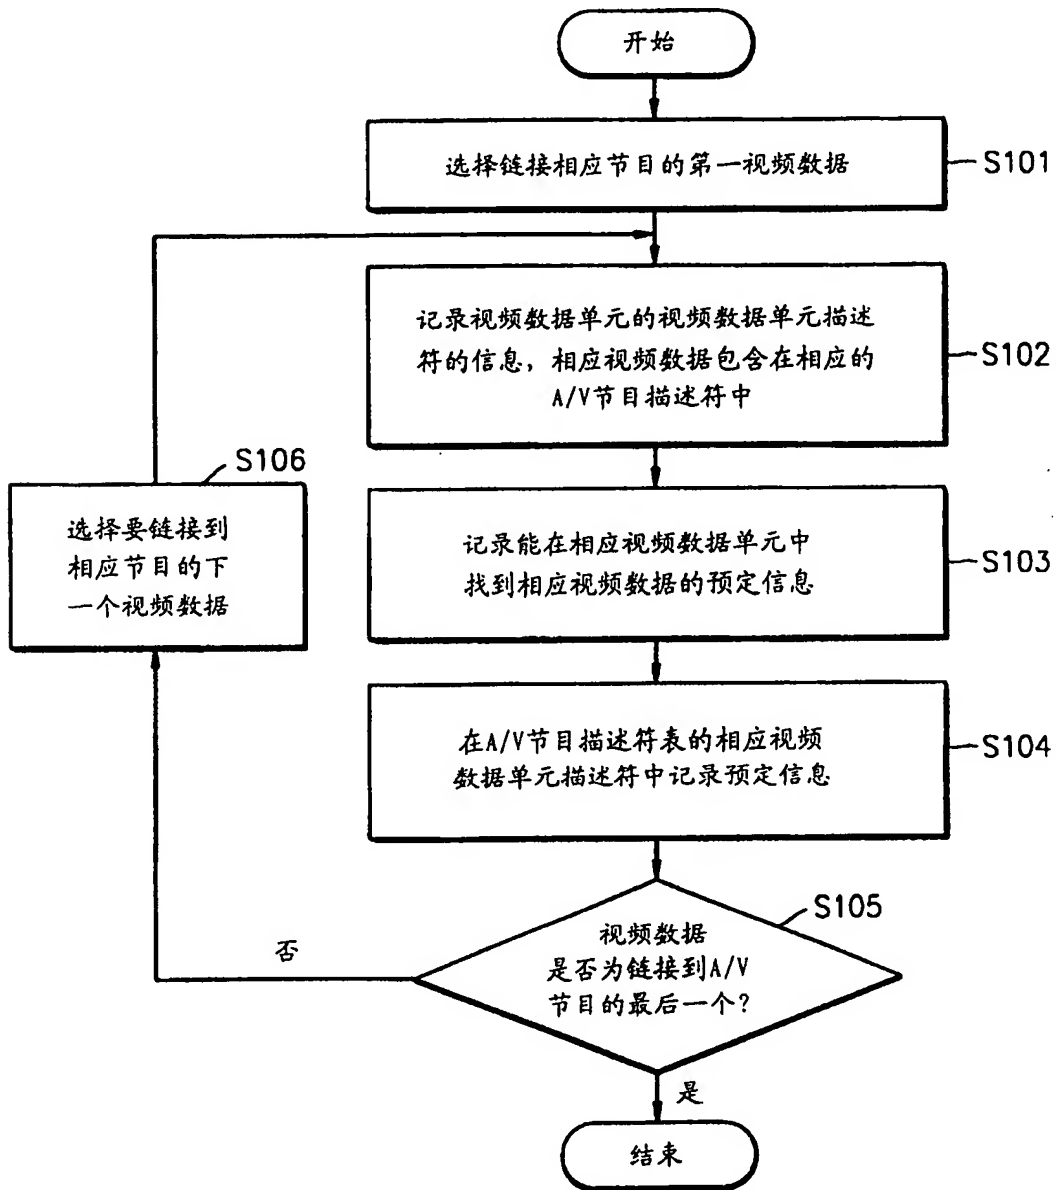 开始
选择链接相应节目的第一视频数据
S101
记录视频数据单元的视频数据单元描述
符的信息，相应视频数据包含在相应的
A/V节目描述符中
S102
S106
选择要链接到
相应节目的下
一个视频数据
记录能在相应视频数据单元中
找到相应视频数据的预定信息
S103
在A/V节目描述符表的相应视频
数据单元描述符中记录预定信息
S104
S105
视频数据
是否为链接到A/V
节目的最后一个？
否
是
结束